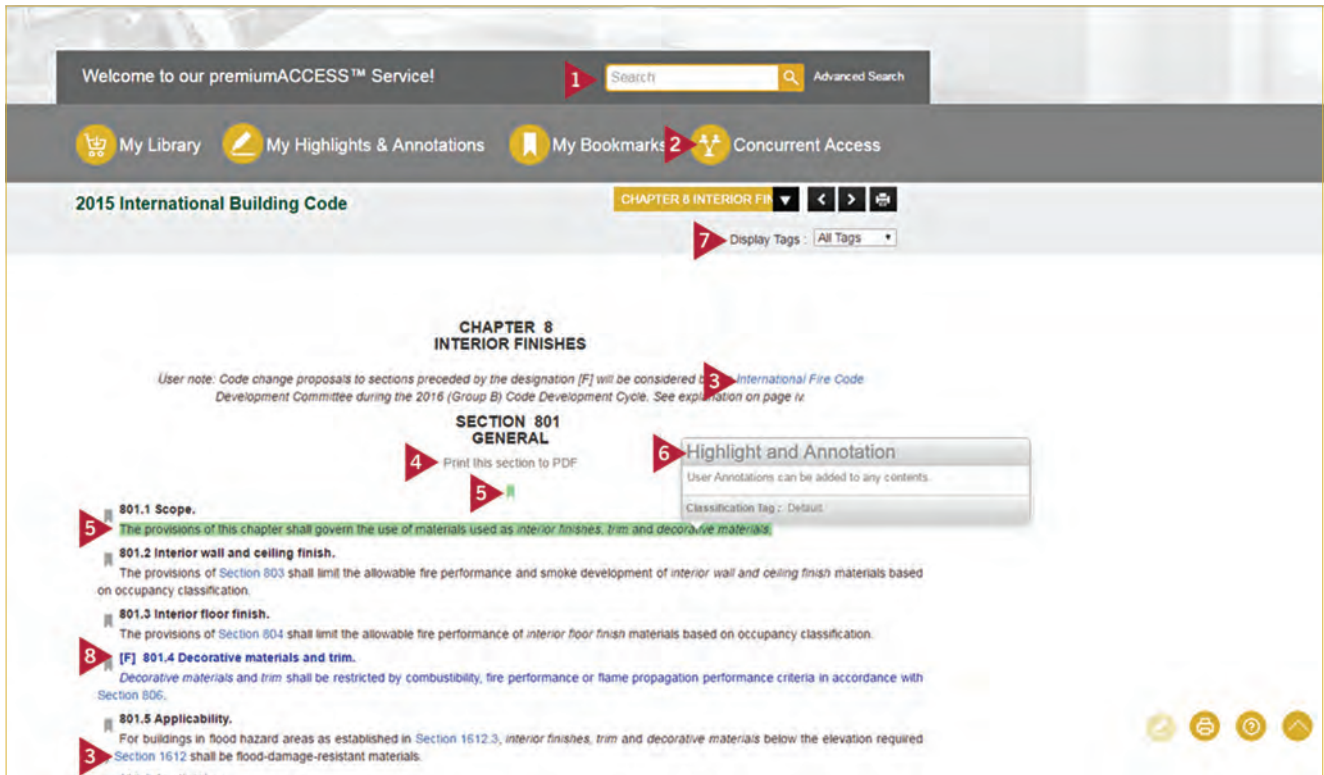 Welcome to our premiumACCESS™ Service!
1
Search
Advanced Search
My Library
My Highlights & Annotations
My Bookmarks
2
Concurrent Access
2015 International Building Code
CHAPTER 8 INTERIOR FIN
7
Display Tags :
All Tags
CHAPTER 8
INTERIOR FINISHES
User note: Code change proposals to sections preceded by the designation [F] will be considered b
3
International Fire Code
Development Committee during the 2016 (Group B) Code Development Cycle. See explanation on page iv.
SECTION 801
GENERAL
4
Print this section to PDF
5
6
Highlight and Annotation
User Annotations can be added to any contents.
Classification Tag : Default
801.1 Scope.
5
The provisions of this chapter shall govern the use of materials used as interior finishes, trim and decorative materials.
801.2 Interior wall and ceiling finish.
The provisions of Section 803 shall limit the allowable fire performance and smoke development of interior wall and ceiling finish materials based
on occupancy classification.
801.3 Interior floor finish.
The provisions of Section 804 shall limit the allowable fire performance of interior floor finish materials based on occupancy classification.
8
[F] 801.4 Decorative materials and trim.
Decorative materials and trim shall be restricted by combustibility, fire performance or flame propagation performance criteria in accordance with
Section 806.
801.5 Applicability.
For buildings in flood hazard areas as established in Section 1612.3, interior finishes, trim and decorative materials below the elevation required
3
Section 1612 shall be flood-damage-resistant materials.